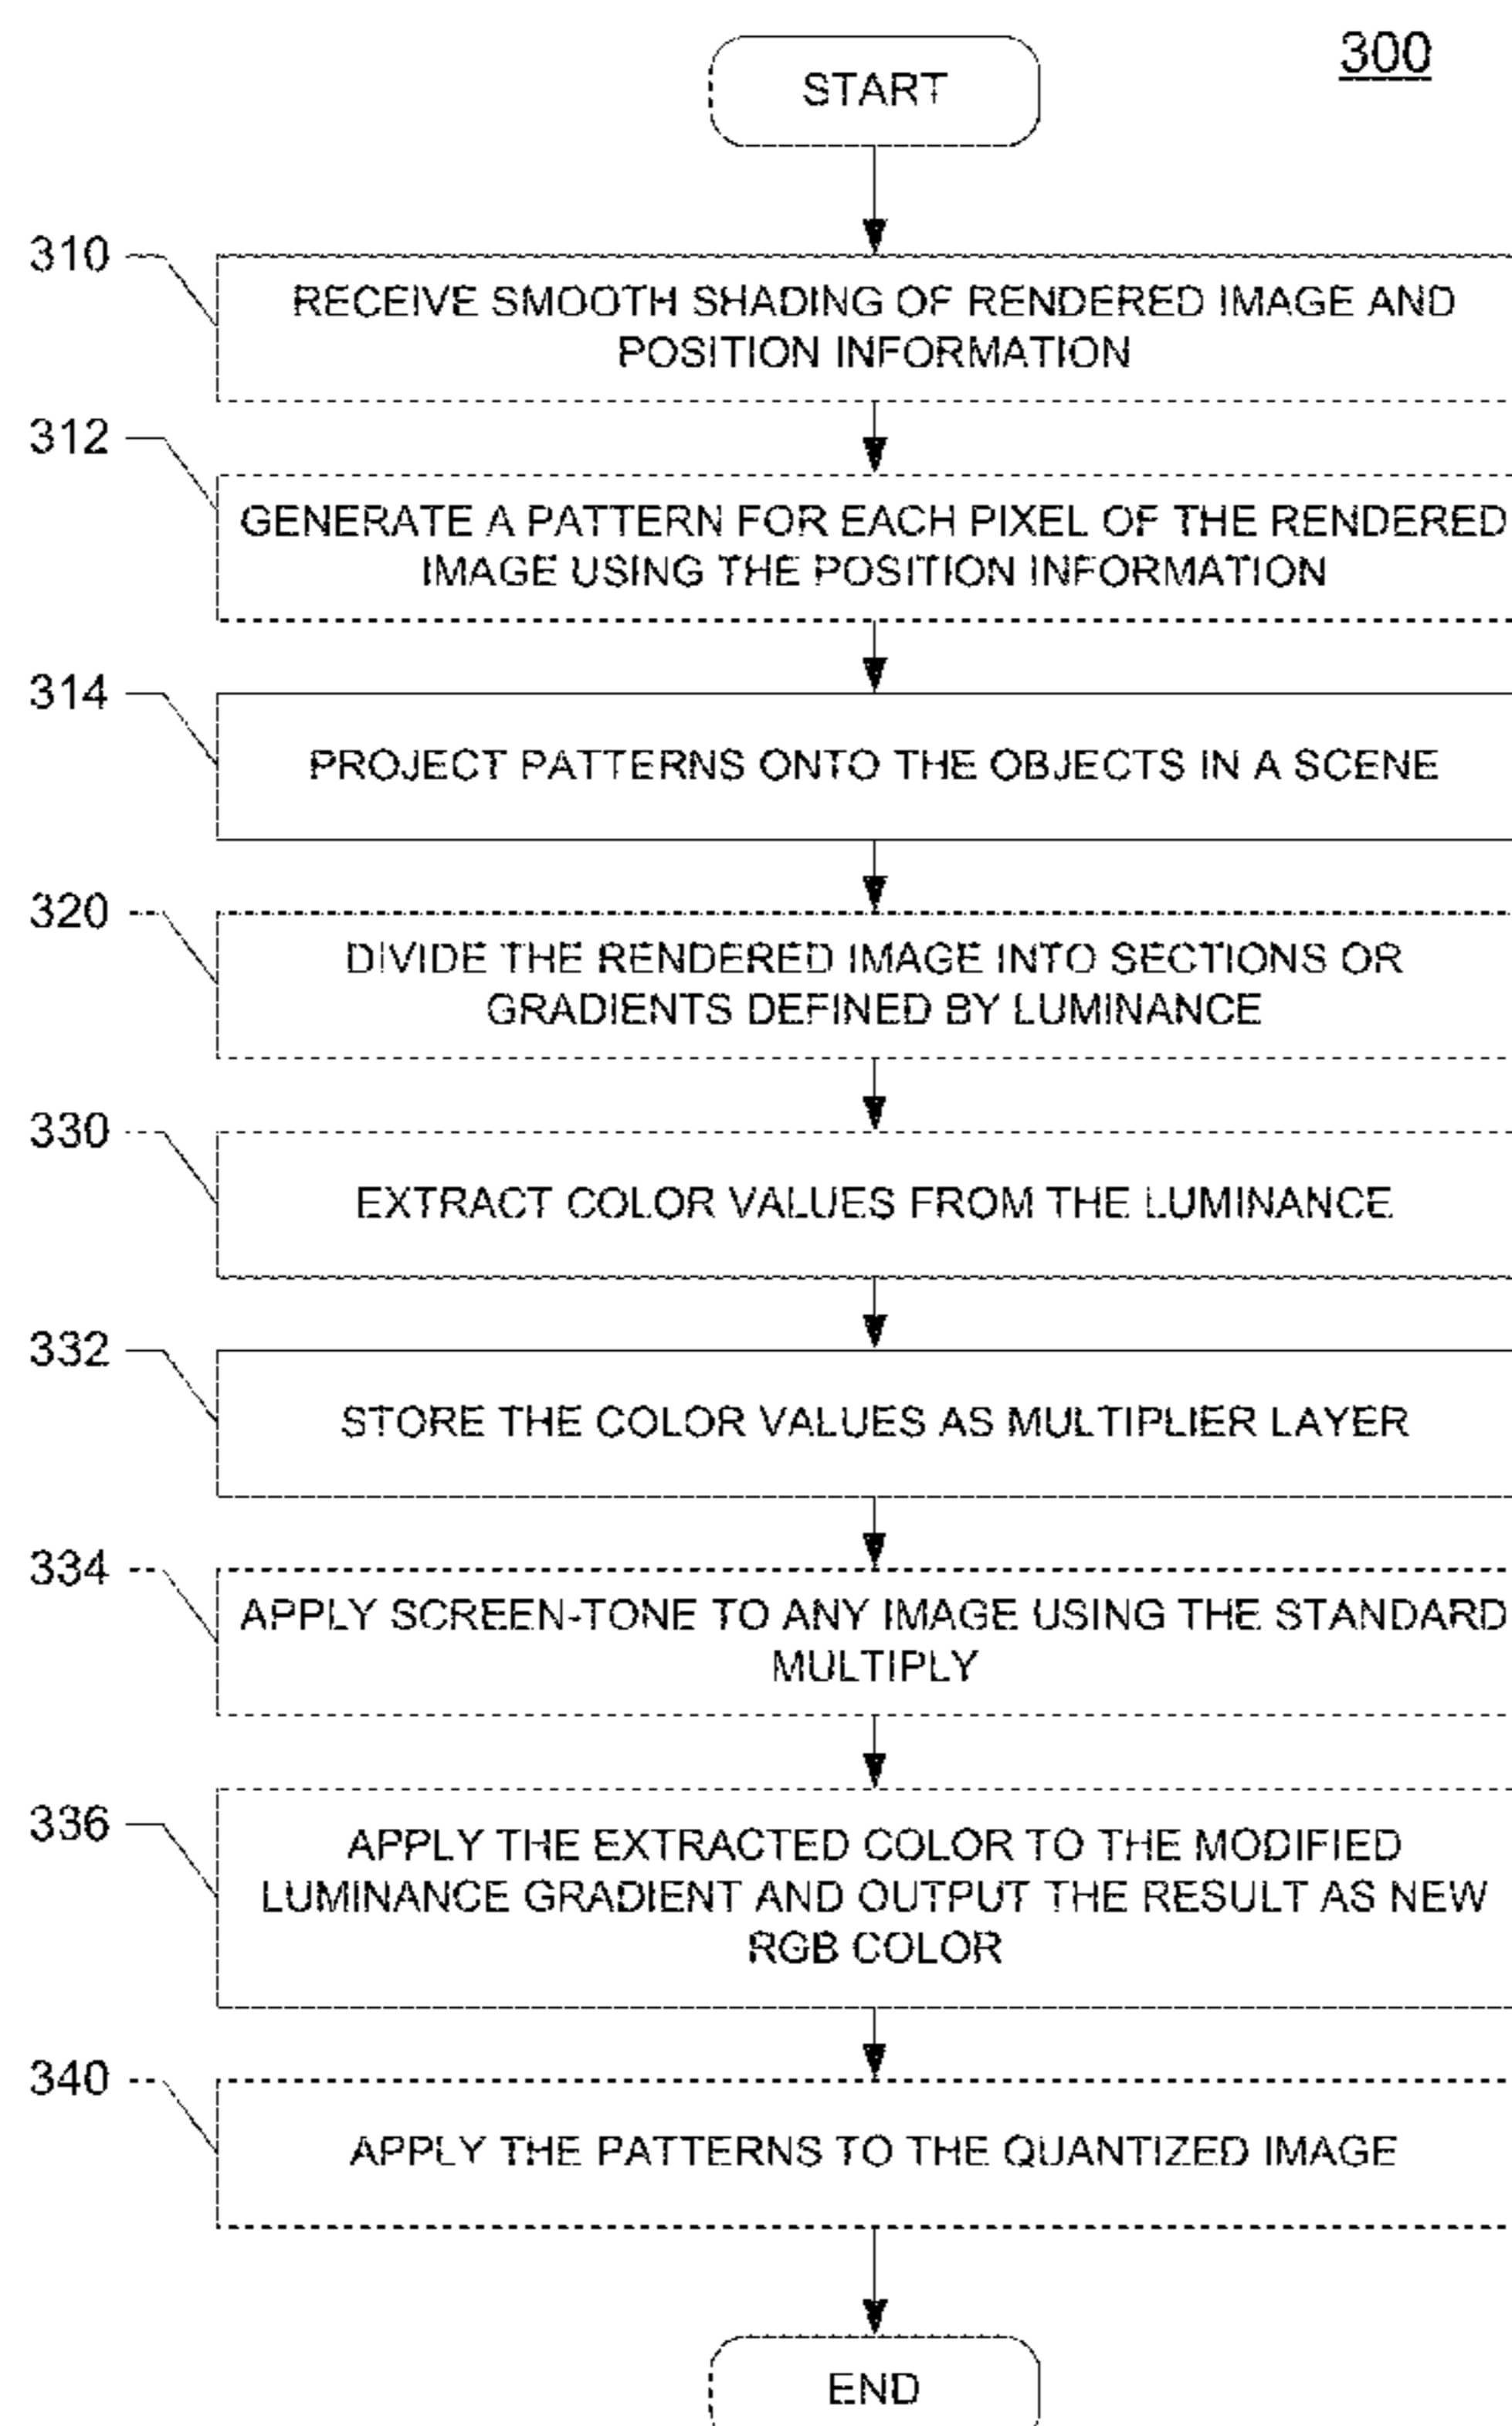 300
START
310
RECEIVE SMOOTH SHADING OF RENDERED IMAGE AND
POSITION INFORMATION
312
GENERATE A PATTERN FOR EACH PIXEL OF THE RENDERED
IMAGE USING THE POSITION INFORMATION
314
PROJECT PATTERNS ONTO THE OBJECTS IN A SCENE
320
DIVIDE THE RENDERED IMAGE INTO SECTIONS OR
GRADIENTS DEFINED BY LUMINANCE
330
EXTRACT COLOR VALUES FROM THE LUMINANCE
332
STORE THE COLOR VALUES AS MULTIPLIER LAYER
334
APPLY SCREEN-TONE TO ANY IMAGE USING THE STANDARD
MULTIPLY
336
APPLY THE EXTRACTED COLOR TO THE MODIFIED
LUMINANCE GRADIENT AND OUTPUT THE RESULT AS NEW
RGB COLOR
340
APPLY THE PATTERNS TO THE QUANTIZED IMAGE
END